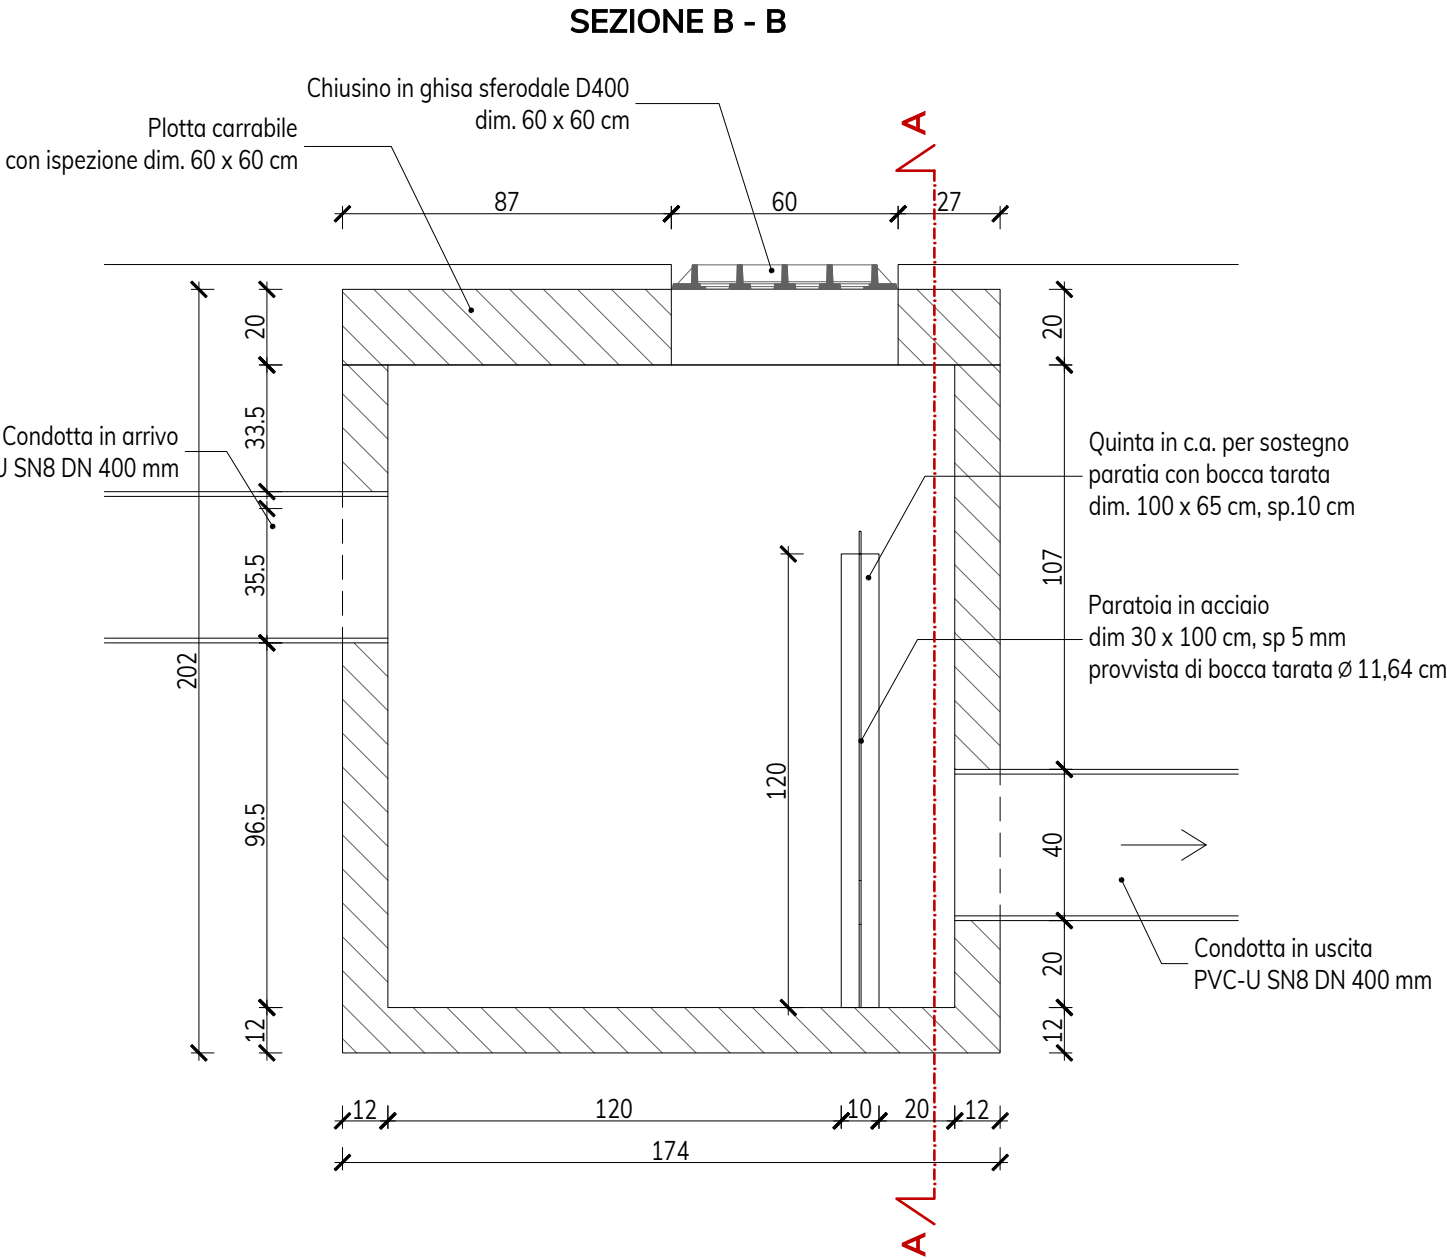 SEZIONE B - B
Chiusino in ghisa sferodale D400
dim. 60 x 60 cm
Plotta carrabile
con ispezione dim. 60 x 60 cm
A
87
60
27
20
33.5
35.5
96.5
12
202
Condotta in arrivo
SN8 DN 400 mm
20
107
40
20
12
Quinta in c.a. per sostegno
paratia con bocca tarata
dim. 100 x 65 cm, sp.10 cm
Paratoia in acciaio
dim 30 x 100 cm, sp 5 mm
provvista di bocca tarata Ø 11,64 cm
120
Condotta in uscita
PVC-U SN8 DN 400 mm
12
120
10
20
12
174
A